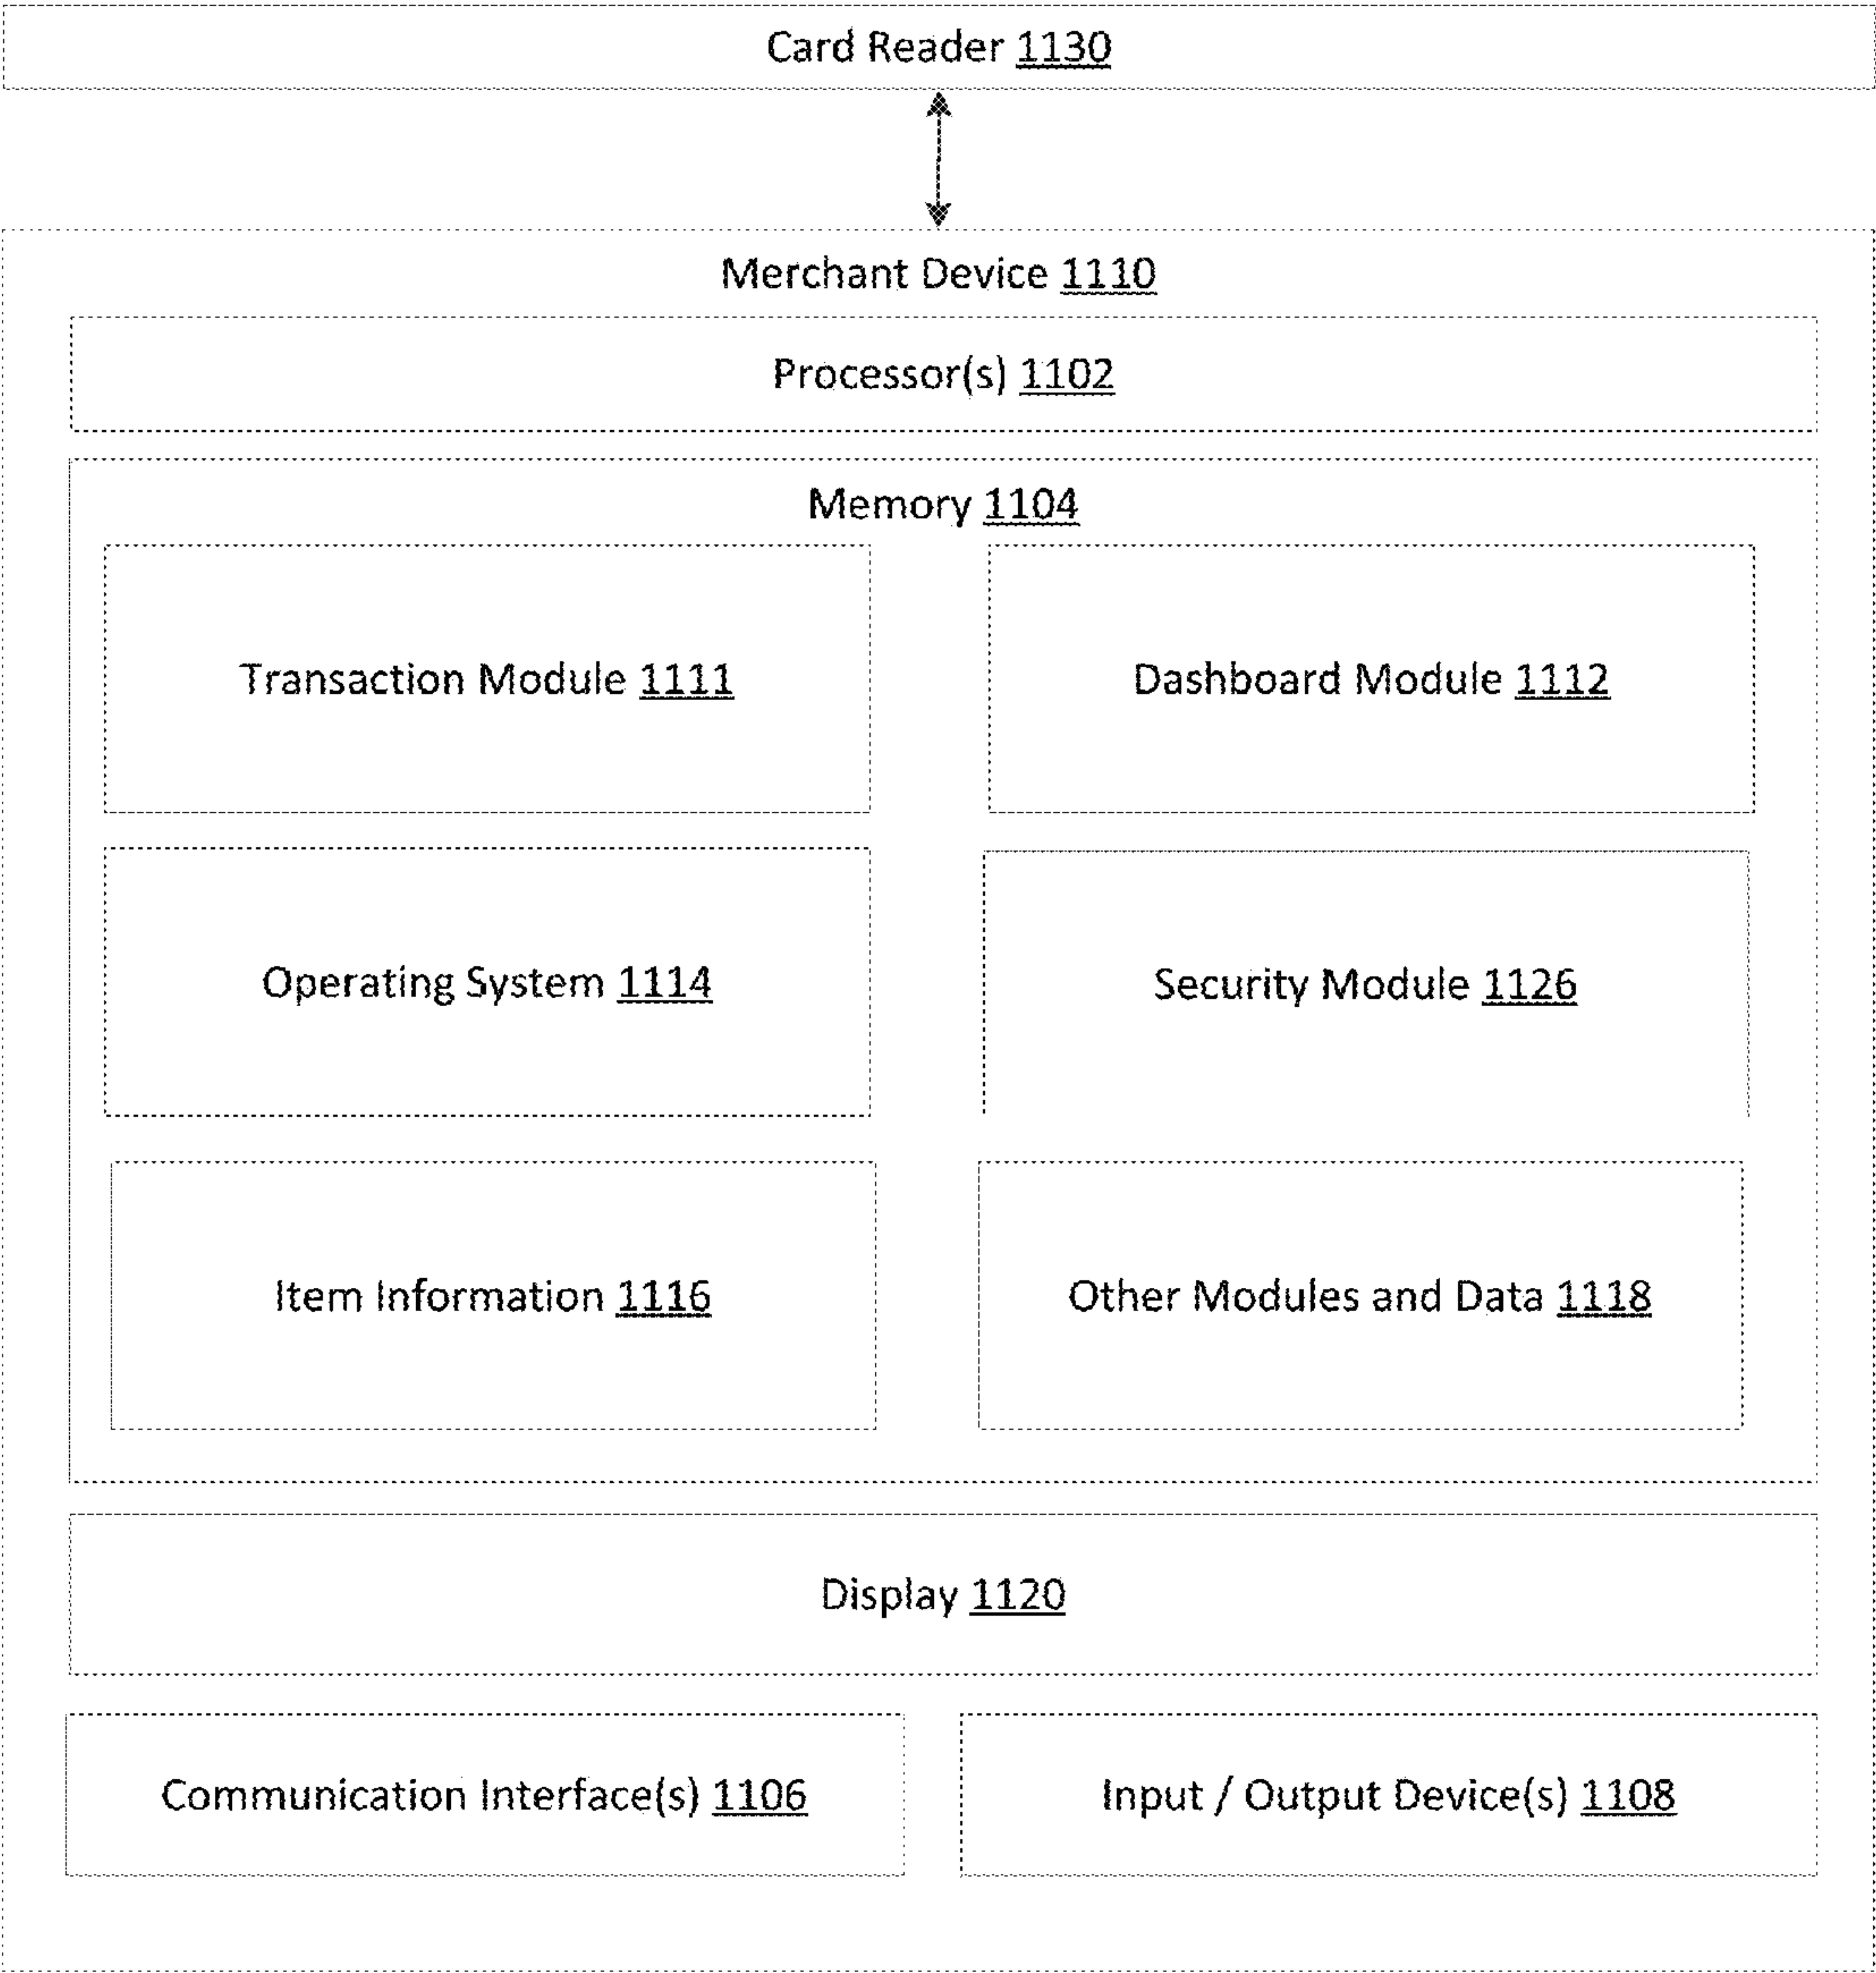 Card Reader 1130
Merchant Device 1110
Processor(s) 1102
Memory 1104
Transaction Module 1111
Dashboard Module 1112
Operating System 1114
Security Module 1126
Item Information 1116
Other Modules and Data 1118
Display 1120
Communication Interface(s) 1106
Input / Output Device(s) 1108